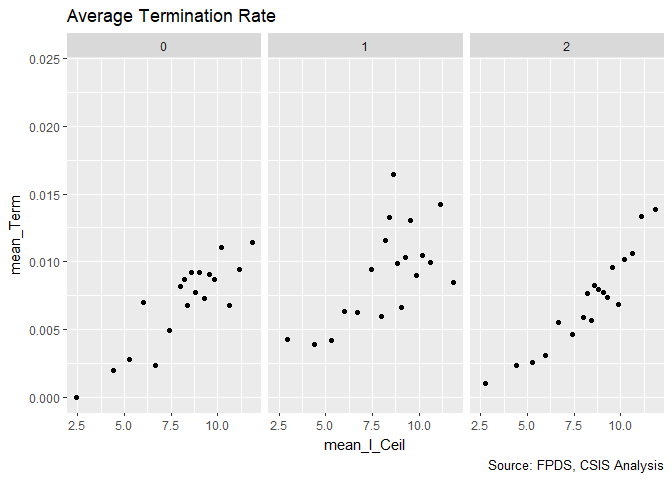 Average Termination Rate
0 1 2
0.025
0.020
0.015
0.010
0.005
0.000
mean_Term
2.5 5.0 7.5 10.0 2.5 5.0 7.5 10.0 2.5 5.0 7.5 10.0
mean_l_Ceil
Source: FPDS, CSIS Analysis